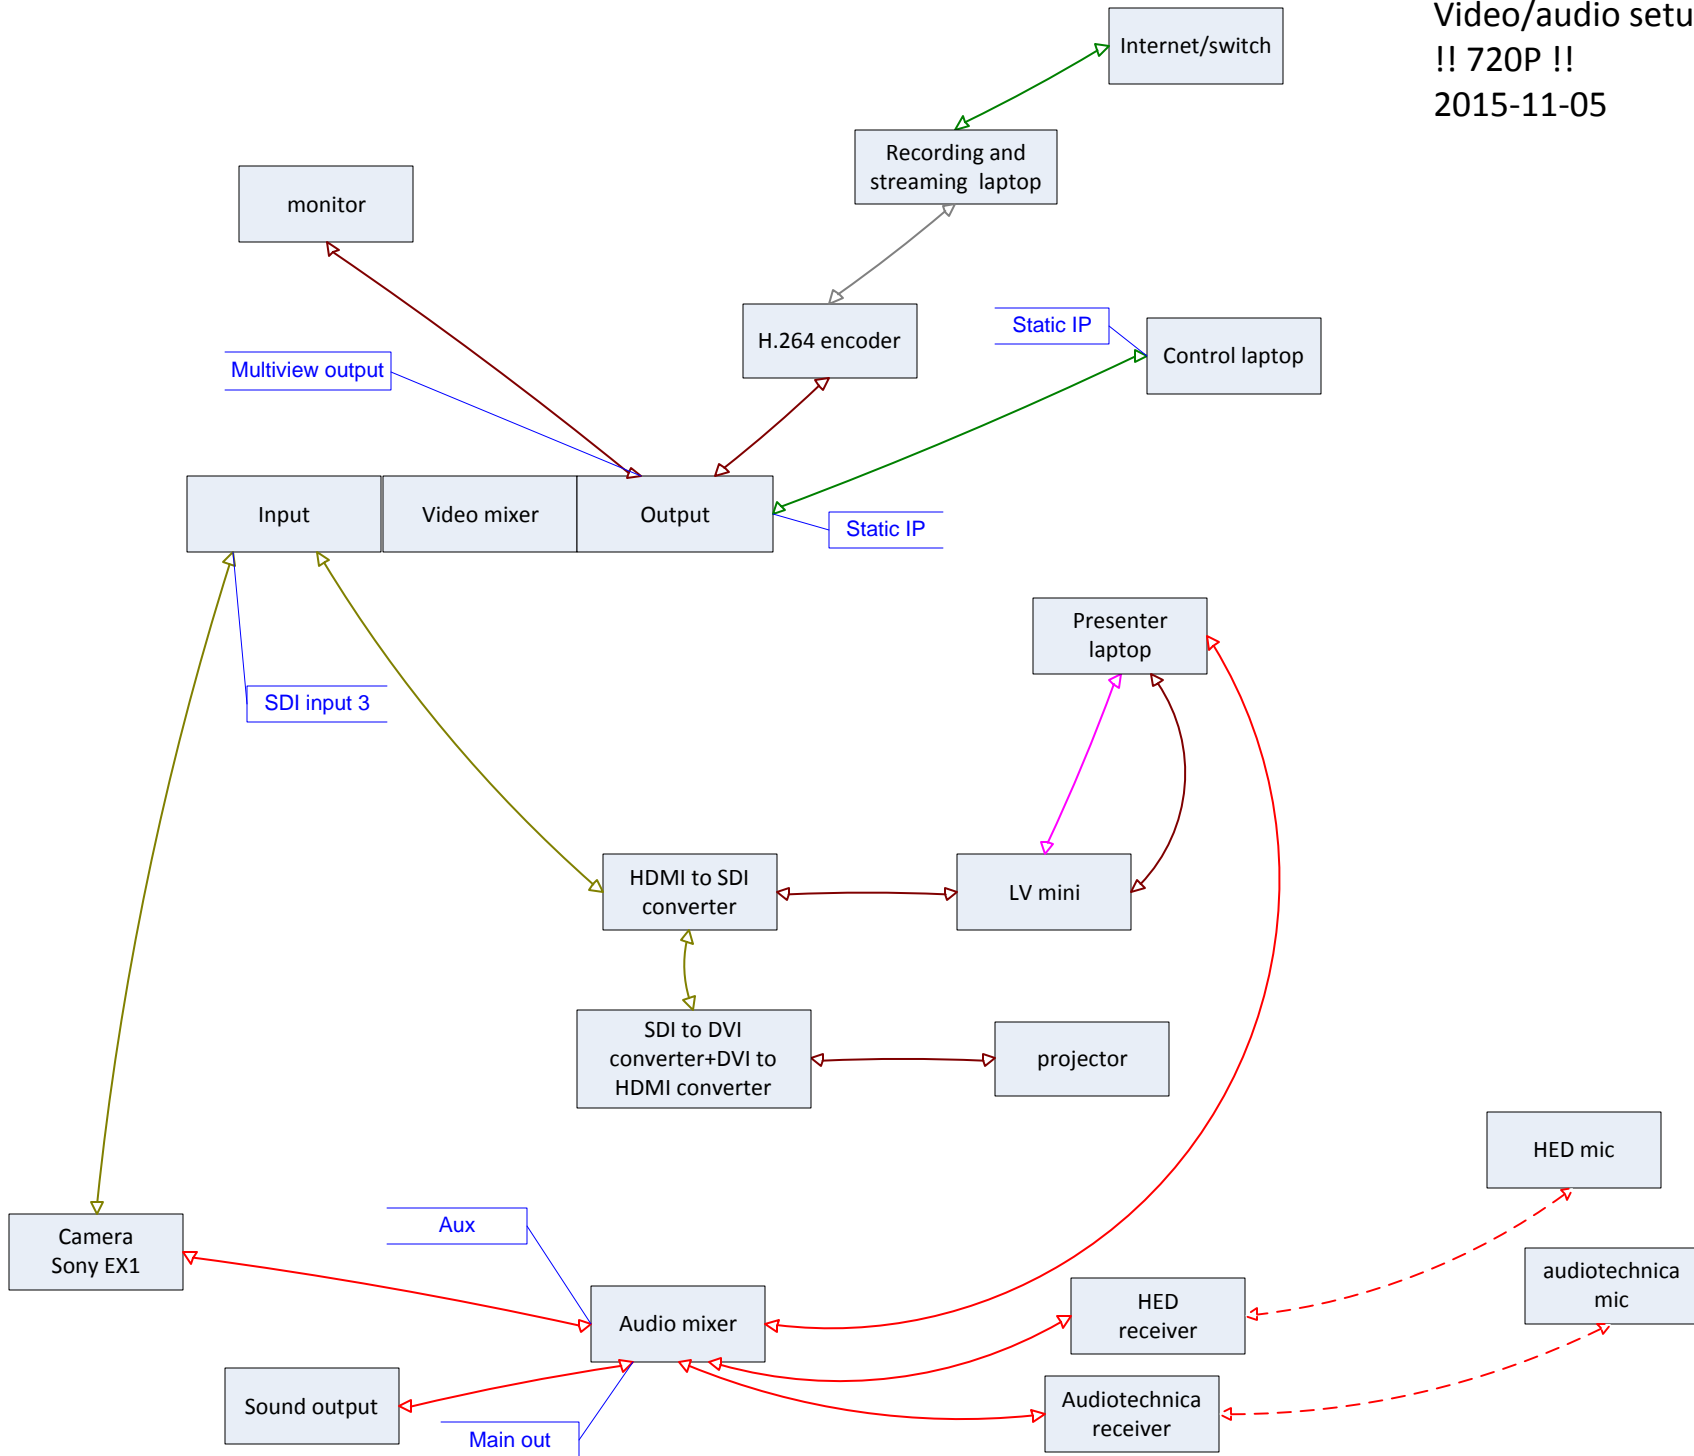 Video/audio setu
!! 720P !!
2015-11-05
Internet/switch
Recording and
streaming laptop
monitor
H.264 encoder
Static IP
Control laptop
Multiview output
Input
Video mixer
Output
Static IP
Presenter
laptop
SDI input 3
HDMI to SDI
converter
LV mini
SDI to DVI
converter+DVI to
HDMI converter
projector
HED mic
Camera
Sony EX1
Aux
audiotechnica
mic
Audio mixer
HED
receiver
Sound output
Audiotechnica
receiver
Main out